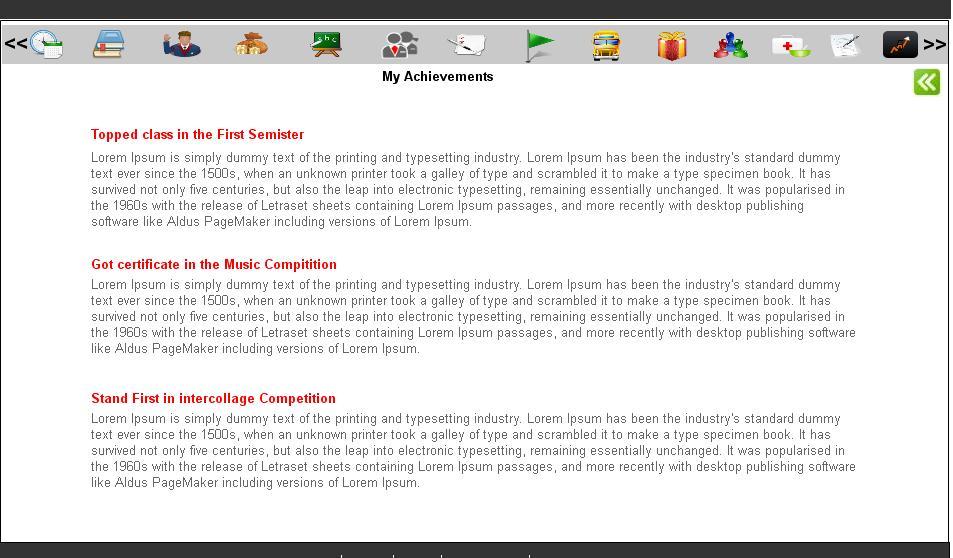 << >>
abc
My Achievements
Topped class in the First Semister
Lorem Ipsum is simply dummy text of the printing and typesetting industry. Lorem Ipsum has been the industry's standard dummy
text ever since the 1500s, when an unknown printer took a galley of type and scrambled it to make a type specimen book. It has
survived not only five centuries, but also the leap into electronic typesetting, remaining essentially unchanged. It was popularised in
the 1960s with the release of Letraset sheets containing Lorem Ipsum passages, and more recently with desktop publishing
software like Aldus PageMaker including versions of Lorem Ipsum.
Got certificate in the Music Compitition
Lorem Ipsum is simply dummy text of the printing and typesetting industry. Lorem Ipsum has been the industry's standard dummy
text ever since the 1500s, when an unknown printer took a galley of type and scrambled it to make a type specimen book. It has
survived not only five centuries, but also the leap into electronic typesetting, remaining essentially unchanged. It was popularised in
the 1960s with the release of Letraset sheets containing Lorem Ipsum passages, and more recently with desktop publishing software
like Aldus PageMaker including versions of Lorem Ipsum.
Stand First in intercollage Competition
Lorem Ipsum is simply dummy text of the printing and typesetting industry. Lorem Ipsum has been the industry's standard dummy
text ever since the 1500s, when an unknown printer took a galley of type and scrambled it to make a type specimen book. It has
survived not only five centuries, but also the leap into electronic typesetting, remaining essentially unchanged. It was popularised in
the 1960s with the release of Letraset sheets containing Lorem Ipsum passages, and more recently with desktop publishing software
like Aldus PageMaker including versions of Lorem Ipsum.